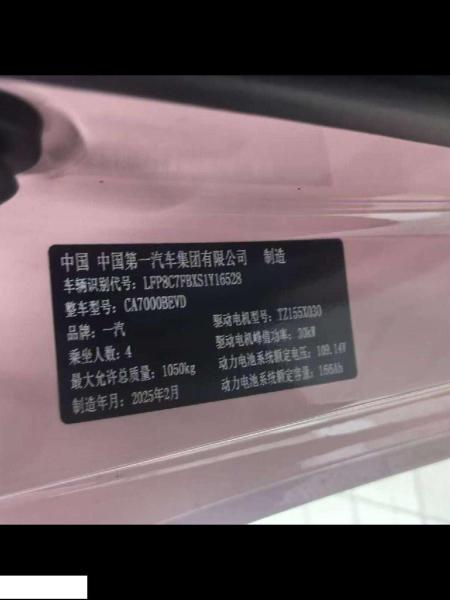 中国 中国第一汽车集团有限公司 制造
车辆识别代号：LFP8C7FBXS1Y16528
整车型号：CA7000BEVD
品牌：一汽 驱动电机型号：TZ155X030
乘坐人数：4 驱动电机峰值功率：30kW
最大允许总质量：1050kg 动力电池系统额定电压：109.14V
制造年月：2025年2月 动力电池系统额定容量：156Ah